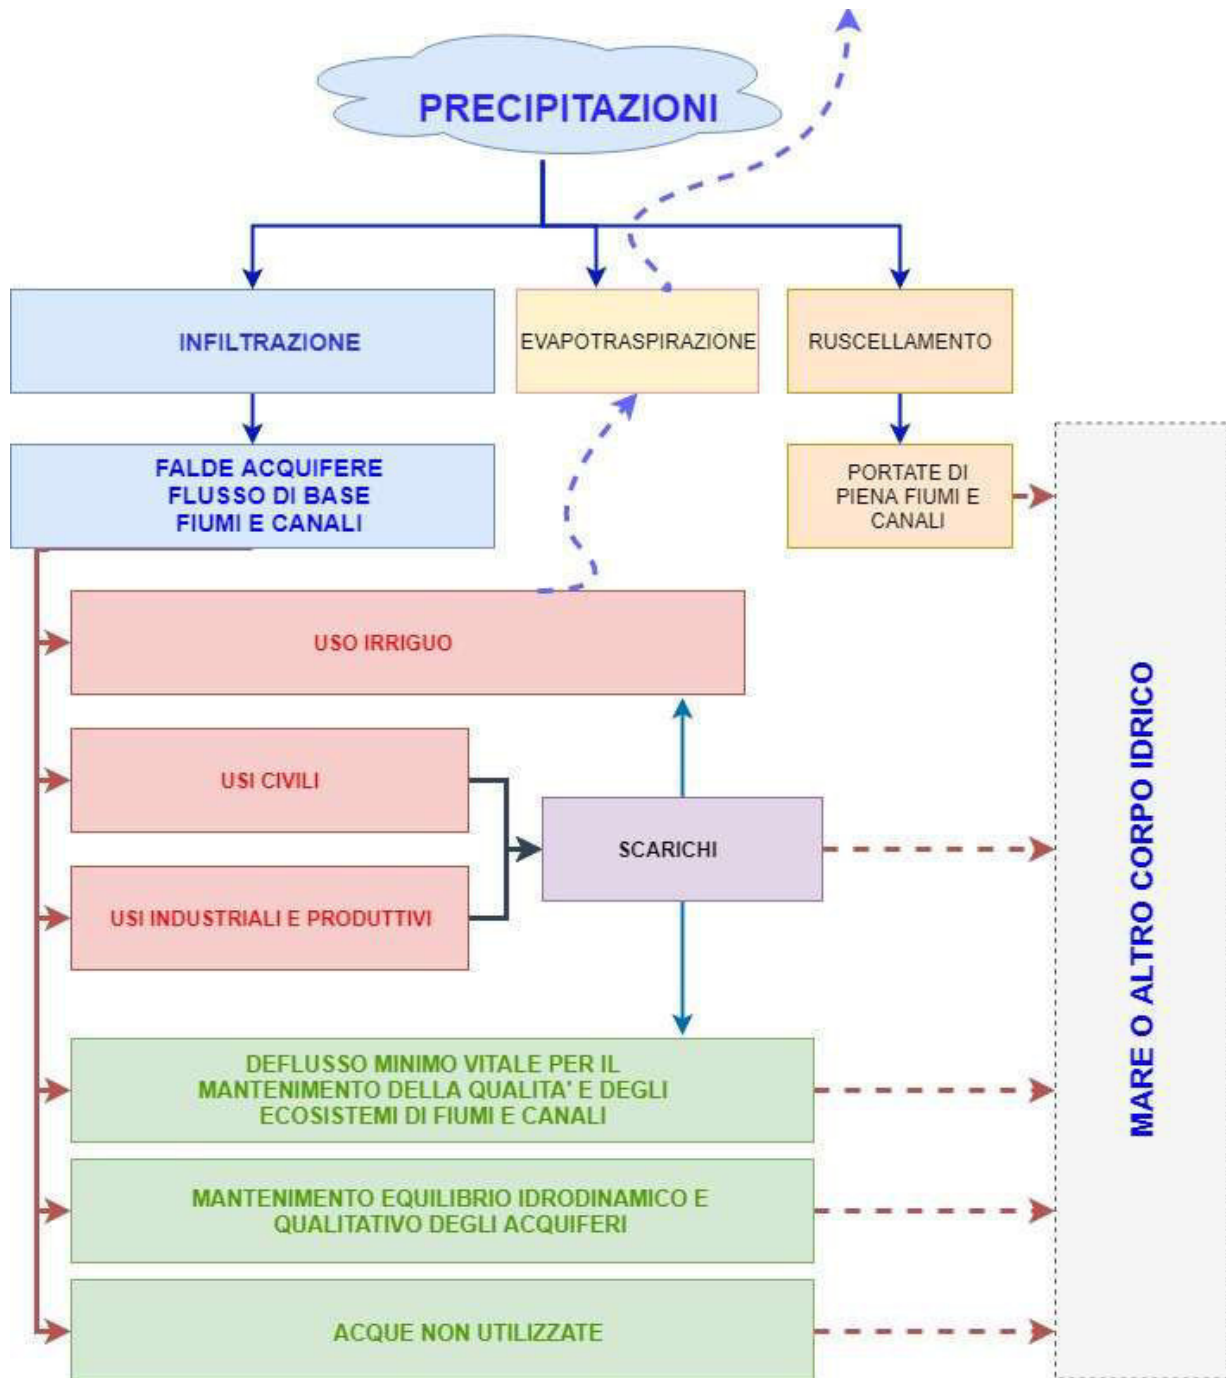 PRECIPITAZIONI
INFILTRAZIONE
EVAPOTRASPIRAZIONE
RUSCELLAMENTO
FALDE ACQUIFERE
FLUSSO DI BASE
FIUMI E CANALI
PORTATE DI
PIENA FIUMI E
CANALI
USO IRRIGUO
USI CIVILI
SCARICHI
USI INDUSTRIALI E PRODUTTIVI
DEFLUSSO MINIMO VITALE PER IL
MANTENIMENTO DELLA QUALITA' E DEGLI
ECOSISTEMI DI FIUMI E CANALI
MANTENIMENTO EQUILIBRIO IDRODINAMICO E
QUALITATIVO DEGLI ACQUIFERI
ACQUE NON UTILIZZATE
MARE O ALTRO CORPO IDRICO